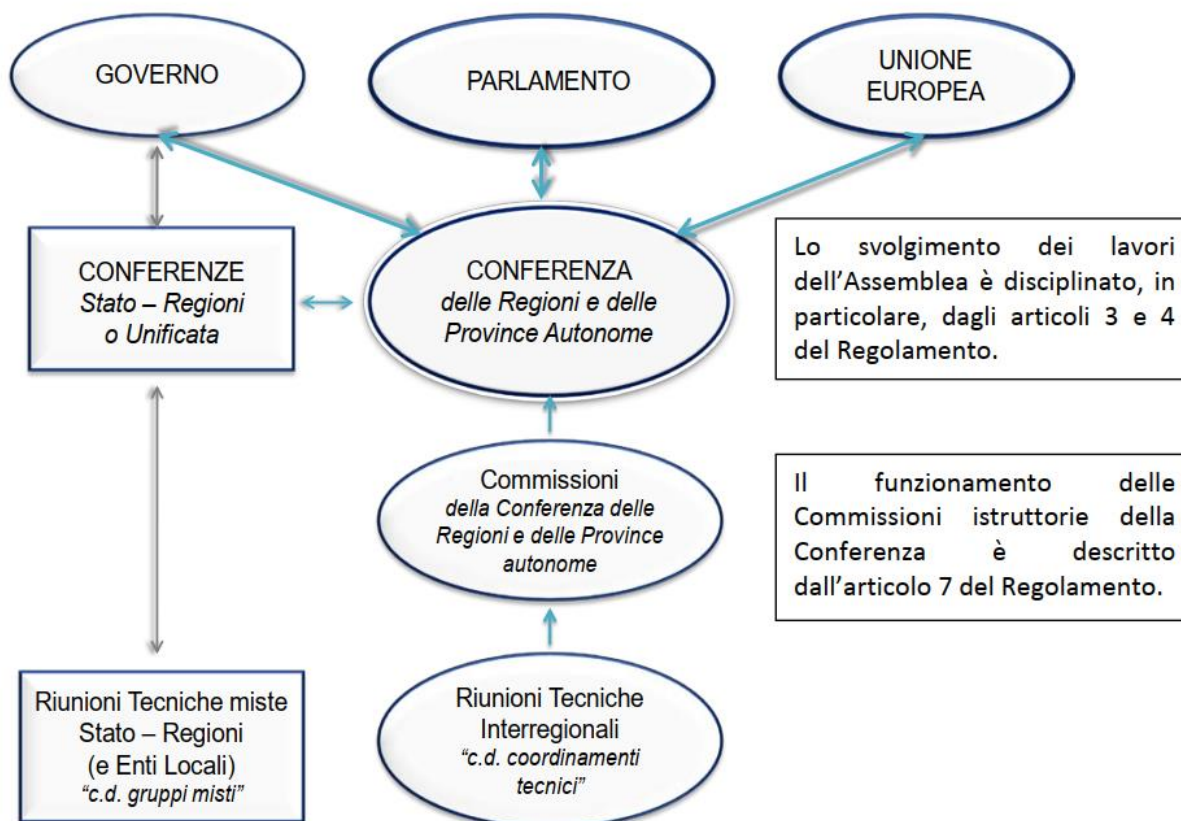 GOVERNO
PARLAMENTO
UNIONE
EUROPEA
CONFERENZE
Stato – Regioni
o Unificata
CONFERENZA
delle Regioni e delle
Province Autonome
Lo svolgimento dei lavori
dell’Assemblea è disciplinato, in
particolare, dagli articoli 3 e 4
del Regolamento.
Commissioni
della Conferenza delle
Regioni e delle Province
autonome
Il funzionamento delle
Commissioni istruttorie della
Conferenza è descritto
dall’articolo 7 del Regolamento.
Riunioni Tecniche miste
Stato – Regioni
(e Enti Locali)
“c.d. gruppi misti”
Riunioni Tecniche
Interregionali
“c.d. coordinamenti
tecnici”